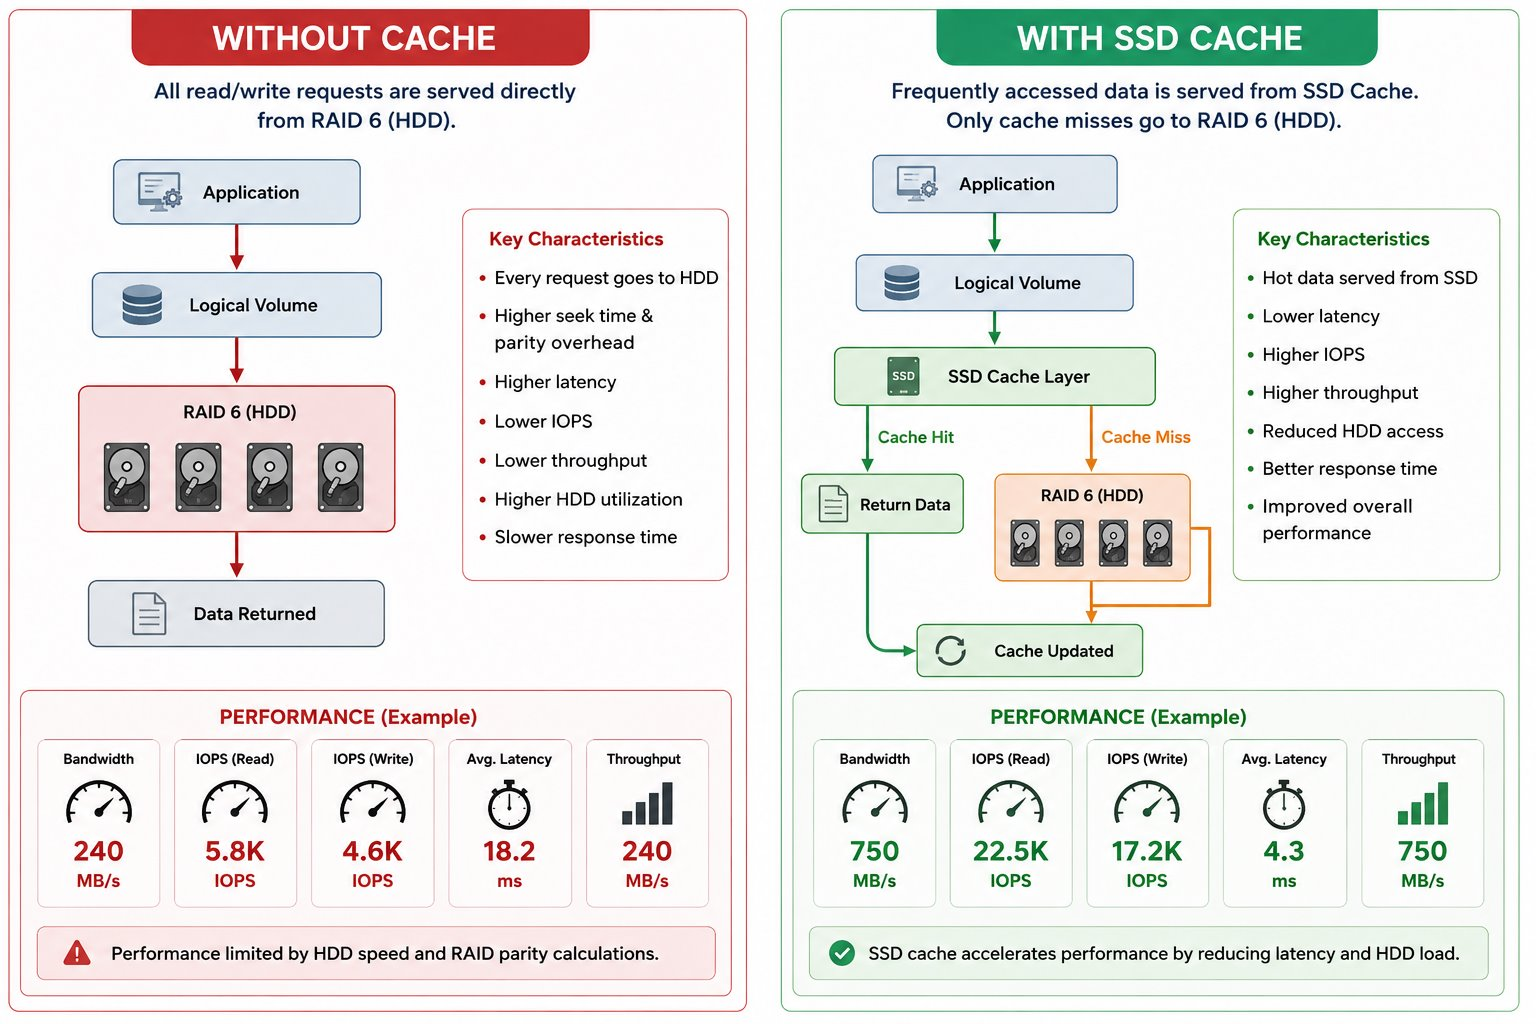 WITHOUT CACHE
All read/write requests are served directly
from RAID 6 (HDD).
Application
Logical Volume
RAID 6 (HDD)
Data Returned
Key Characteristics
• Every request goes to HDD
• Higher seek time &
parity overhead
• Higher latency
• Lower IOPS
• Lower throughput
• Higher HDD utilization
• Slower response time
PERFORMANCE (Example)
Bandwidth
240
MB/s
IOPS (Read)
5.8K
IOPS
IOPS (Write)
4.6K
IOPS
Avg. Latency
18.2
ms
Throughput
240
MB/s
Performance limited by HDD speed and RAID parity calculations.
WITH SSD CACHE
Frequently accessed data is served from SSD Cache.
Only cache misses go to RAID 6 (HDD).
Application
Logical Volume
SSD
SSD Cache Layer
Cache Hit
Cache Miss
Return Data
RAID 6 (HDD)
Cache Updated
Key Characteristics
• Hot data served from SSD
• Lower latency
• Higher IOPS
• Higher throughput
• Reduced HDD access
• Better response time
• Improved overall
performance
PERFORMANCE (Example)
Bandwidth
750
MB/s
IOPS (Read)
22.5K
IOPS
IOPS (Write)
17.2K
IOPS
Avg. Latency
4.3
ms
Throughput
750
MB/s
SSD cache accelerates performance by reducing latency and HDD load.